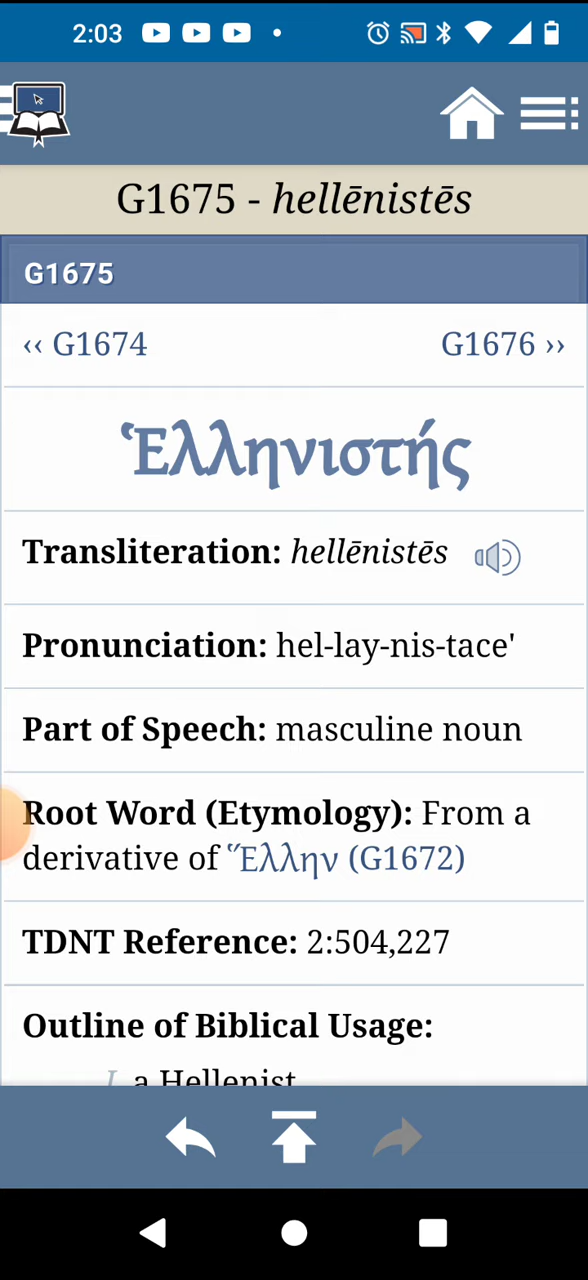 2:03
G1675 - hellēnistēs
G1675
‹‹ G1674
G1676 ››
Ἑλληνιστής
Transliteration: hellēnistēs
Pronunciation: hel-lay-nis-tace'
Part of Speech: masculine noun
Root Word (Etymology): From a
derivative of Ἕλλην (G1672)
TDNT Reference: 2:504,227
Outline of Biblical Usage:
I. a Hellenist